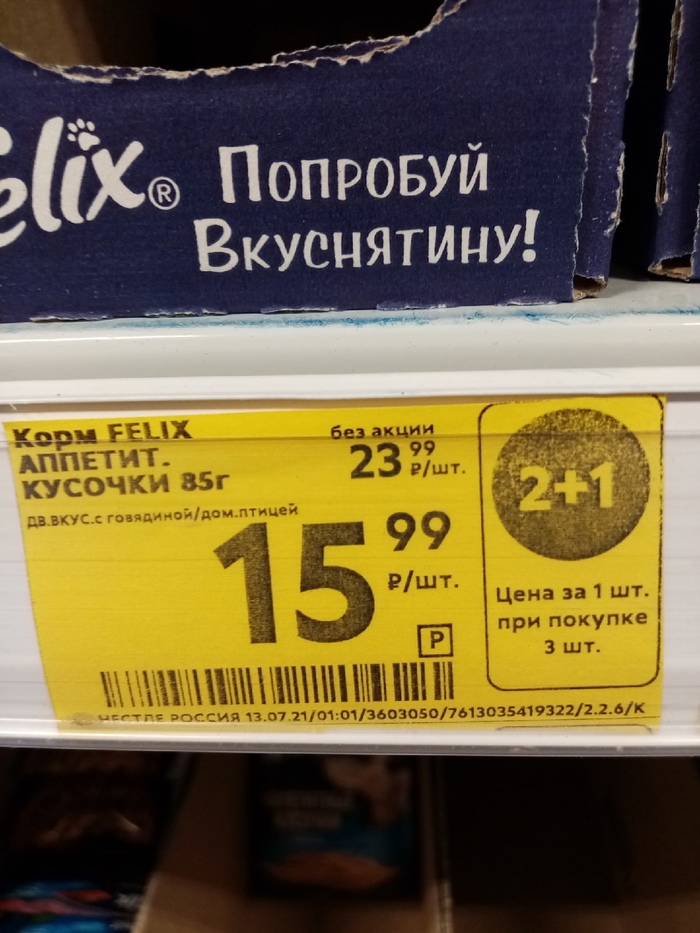 Felix® Попробуй
Вкуснятину!
Корм FELIX
АППЕТИТ.
КУСОЧКИ 85г
ДВ.ВКУС.с говядиной/дом.птицей
без акции
23 99
₽/шт.
15 99
₽/шт.
P
2+1
Цена за 1 шт.
при покупке
3 шт.
НЕСТЛЕ РОССИЯ 13.07.21/01:01/3603050/7613035419322/2.2.6/K